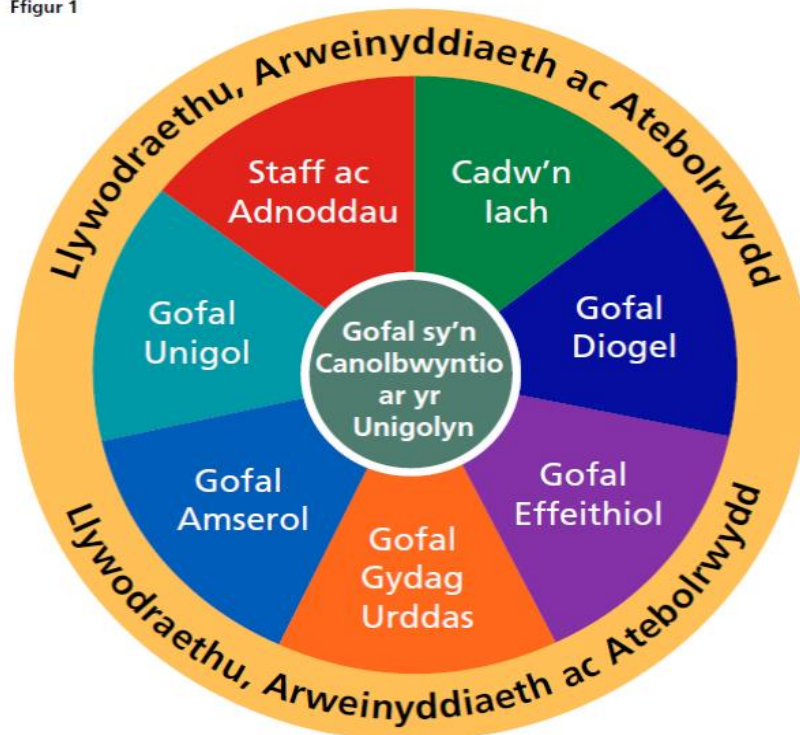 Ffigur 1
Llywodraethu, Arweinyddiaeth ac Atebolrwydd
Staff ac
Adnoddau
Cadw'n
Iach
Gofal
Unigol
Gofal
Diogel
Gofal sy'n
Canolbwyntio
ar yr
Unigolyn
Gofal
Amserol
Gofal
Effeithiol
Gofal
Gydag
Urddas
Llywodraethu, Arweinyddiaeth ac Atebolrwydd